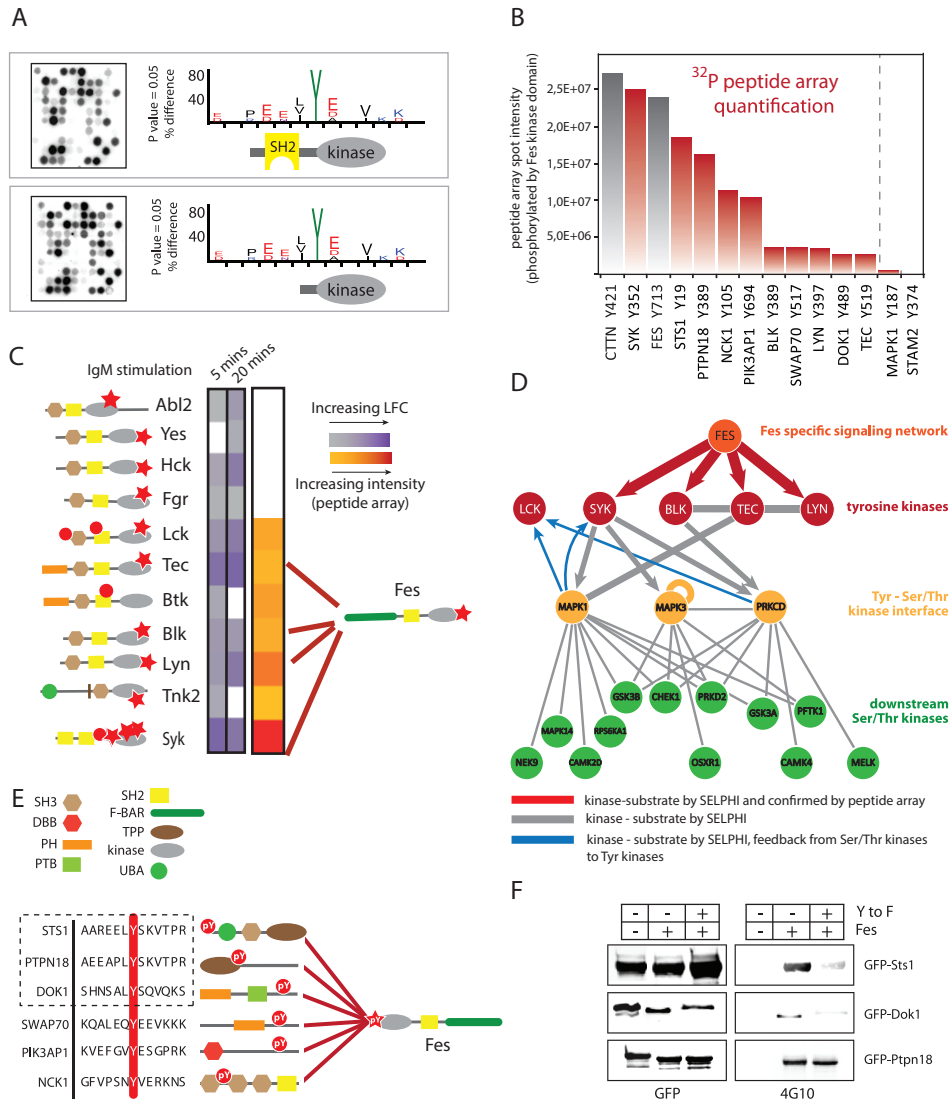 A
P value = 0.05
% difference
80
40
0
P
E
E
L
V
Y
E
V
K
K
SH2
kinase
P value = 0.05
% difference
80
40
0
P
E
E
L
V
Y
E
V
K
K
kinase
B
peptide array spot intensity
(phosphorylated by Fes kinase domain)
32P peptide array
quantification
2,5E+07
1,5E+07
5,E+06
CTTN Y421
SYK Y352
FES Y713
STS1 Y19
PTPN18 Y389
NCK1 Y105
PIK3AP1 Y694
BLK Y389
SWAP70 Y517
LYN Y397
DOK1 Y489
TEC Y519
MAPK1 Y187
STAM2 Y374
C
IgM stimulation
5 mins
20 mins
Abl2
Yes
Hck
Fgr
Lck
Tec
Btk
Blk
Lyn
Tnk2
Syk
Increasing LFC
Increasing intensity
(peptide array)
Fes
D
FES
Fes specific signaling network
LCK
SYK
BLK
TEC
LYN
tyrosine kinases
MAPK1
MAPK3
PRKCD
Tyr - Ser/Thr
kinase interface
GSK3B
CHEK1
PRKD2
GSK3A
PFTK1
downstream
Ser/Thr kinases
MAPK14
RPS6KA1
NEK9
CAMK2D
OSXR1
CAMK4
MELK
kinase-substrate by SELPHI and confirmed by peptide array
kinase - substrate by SELPHI
kinase - substrate by SELPHI, feedback from Ser/Thr kinases
to Tyr kinases
E
SH3
DBB
PH
PTB
SH2
F-BAR
TPP
kinase
UBA
STS1 AAREELYSKVTPR pY
PTPN18 AEEAPLYSKVTPR pY
DOK1 SHNSALYSQVQKS pY
SWAP70 KQALEQYEEVKKK pY
PIK3AP1 KVEFGVYESGPRK pY
NCK1 GFVPSNYVERKNS pY
pY
Fes
F
- - + - - + Y to F
- + + - + + Fes
GFP-Sts1
GFP-Dok1
GFP-Ptpn18
GFP
4G10